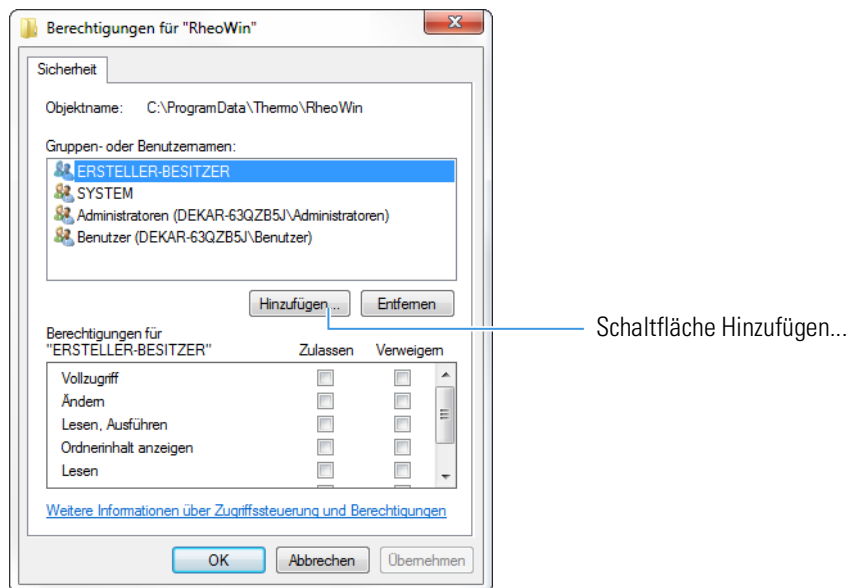 Berechtigungen für "RheoWin"
Sicherheit
Objektname: C:\ProgramData\Thermo\RheoWin
Gruppen- oder Benutzernamen:
ERSTELLER-BESITZER
SYSTEM
Administratoren (DEKAR-63QZB5J\Administratoren)
Benutzer (DEKAR-63QZB5J\Benutzer)
Hinzufügen... Entfernen
Schaltfläche Hinzufügen...
Berechtigungen für
"ERSTELLER-BESITZER" Zulassen Verweigern
Vollzugriff
Ändern
Lesen, Ausführen
Ordnerinhalt anzeigen
Lesen
Weitere Informationen über Zugriffssteuerung und Berechtigungen
OK Abbrechen Übernehmen